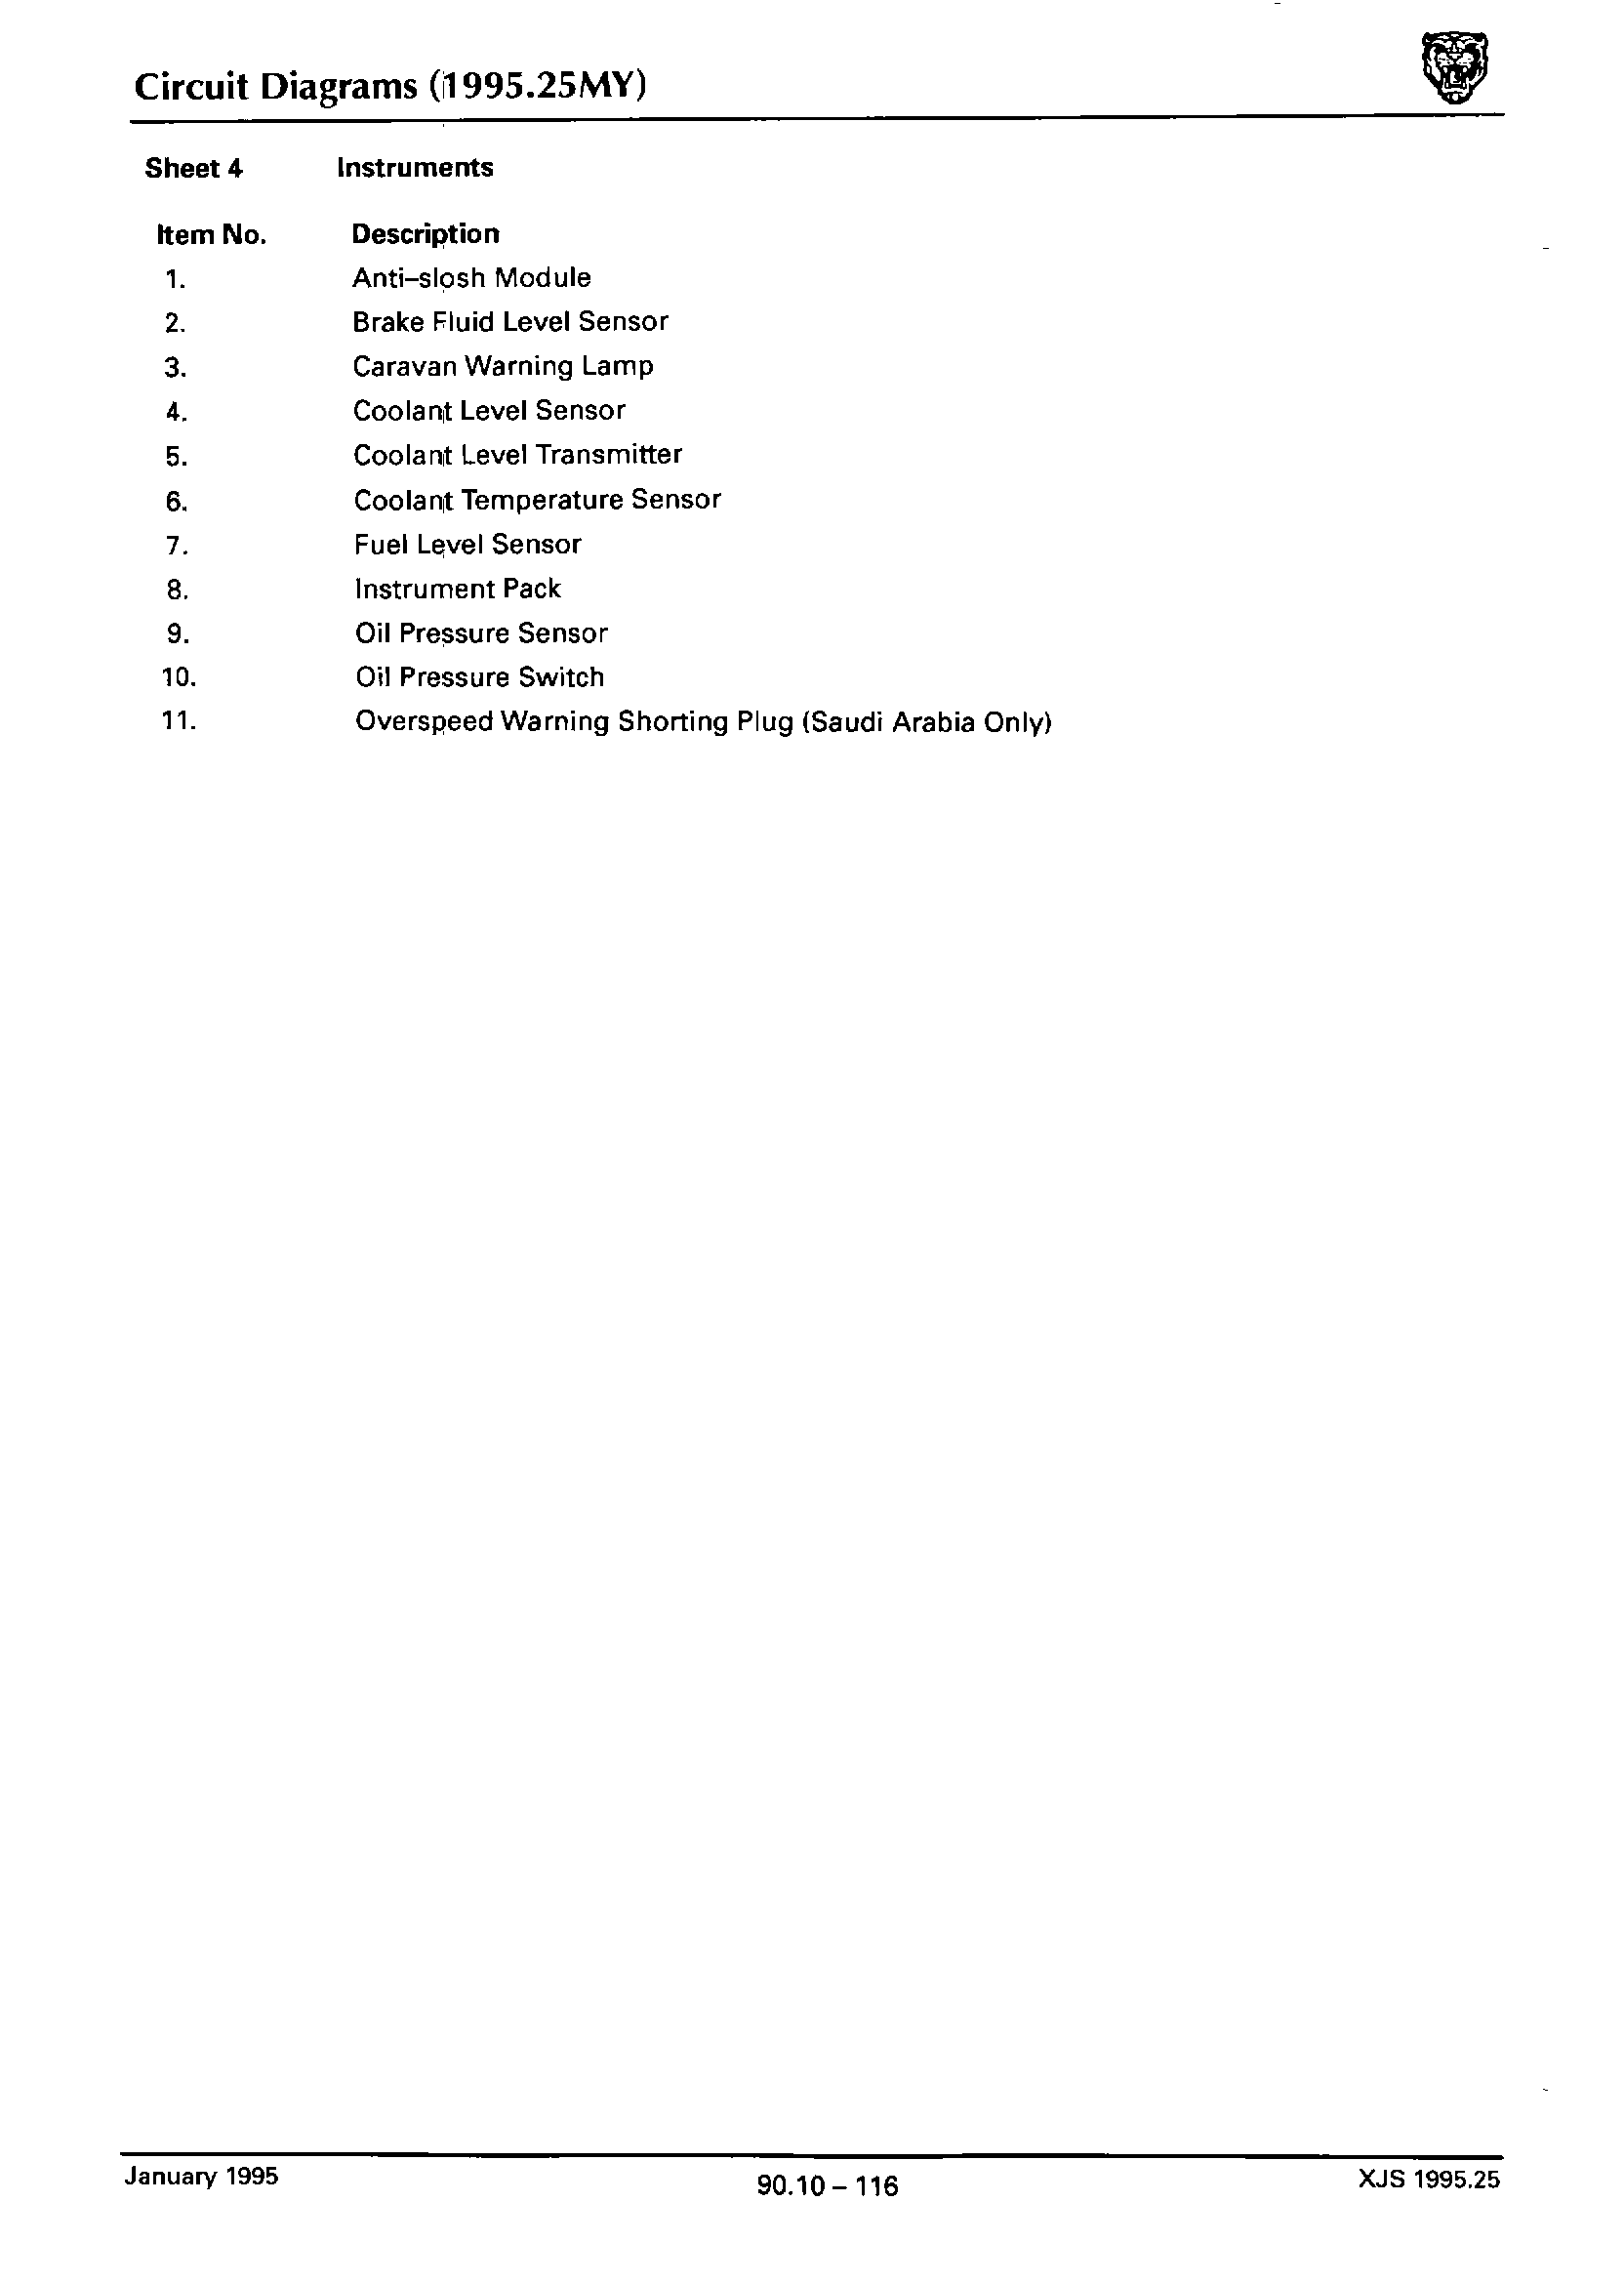 Circuit Diagrams (1995.25MY)
Sheet 4 Instruments
Item No. Description
1. Anti–slosh Module
2. Brake Fluid Level Sensor
3. Caravan Warning Lamp
4. Coolant Level Sensor
5. Coolant Level Transmitter
6. Coolant Temperature Sensor
7. Fuel Level Sensor
8. Instrument Pack
9. Oil Pressure Sensor
10. Oil Pressure Switch
11. Overspeed Warning Shorting Plug (Saudi Arabia Only)
January 1995 90.10 – 116 XJS 1995.25